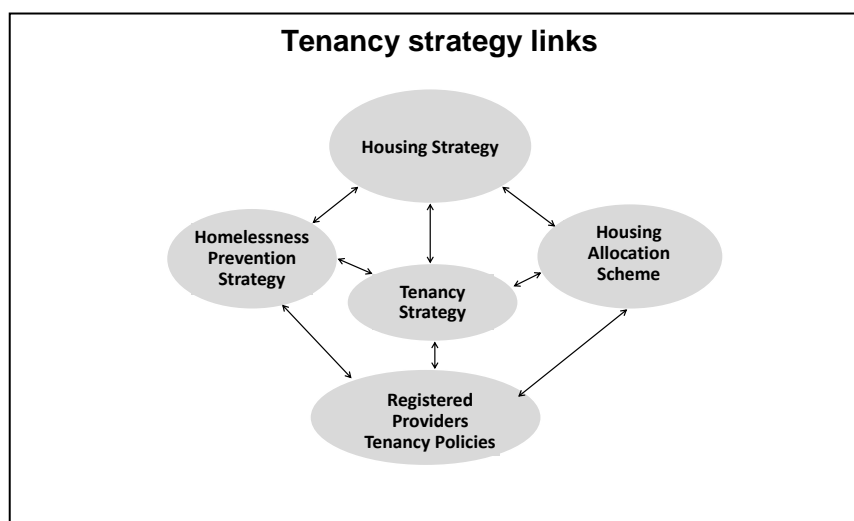 Tenancy strategy links
Housing Strategy
Homelessness
Prevention
Strategy
Housing
Allocation
Scheme
Tenancy
Strategy
Registered
Providers
Tenancy Policies